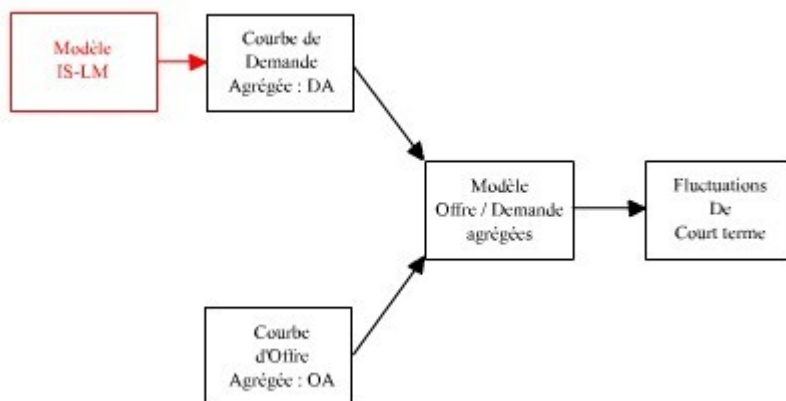 Modèle
IS-LM
Courbe de
Demande
Agrégée : DA
Modèle
Offre / Demande
agrégées
Fluctuations
De
Court terme
Courbe
d'Offre
Agrégée : OA